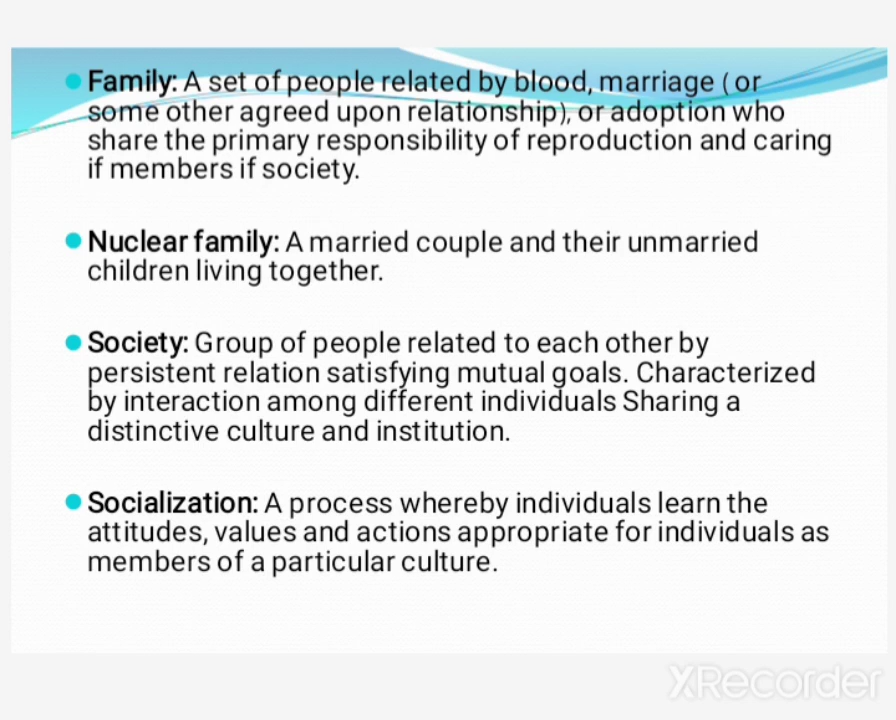 Family: A set of people related by blood, marriage ( or
some other agreed upon relationship), or adoption who
share the primary responsibility of reproduction and caring
if members if society.
Nuclear family: A married couple and their unmarried
children living together.
Society: Group of people related to each other by
persistent relation satisfying mutual goals. Characterized
by interaction among different individuals Sharing a
distinctive culture and institution.
Socialization: A process whereby individuals learn the
attitudes, values and actions appropriate for individuals as
members of a particular culture.
XRecorder